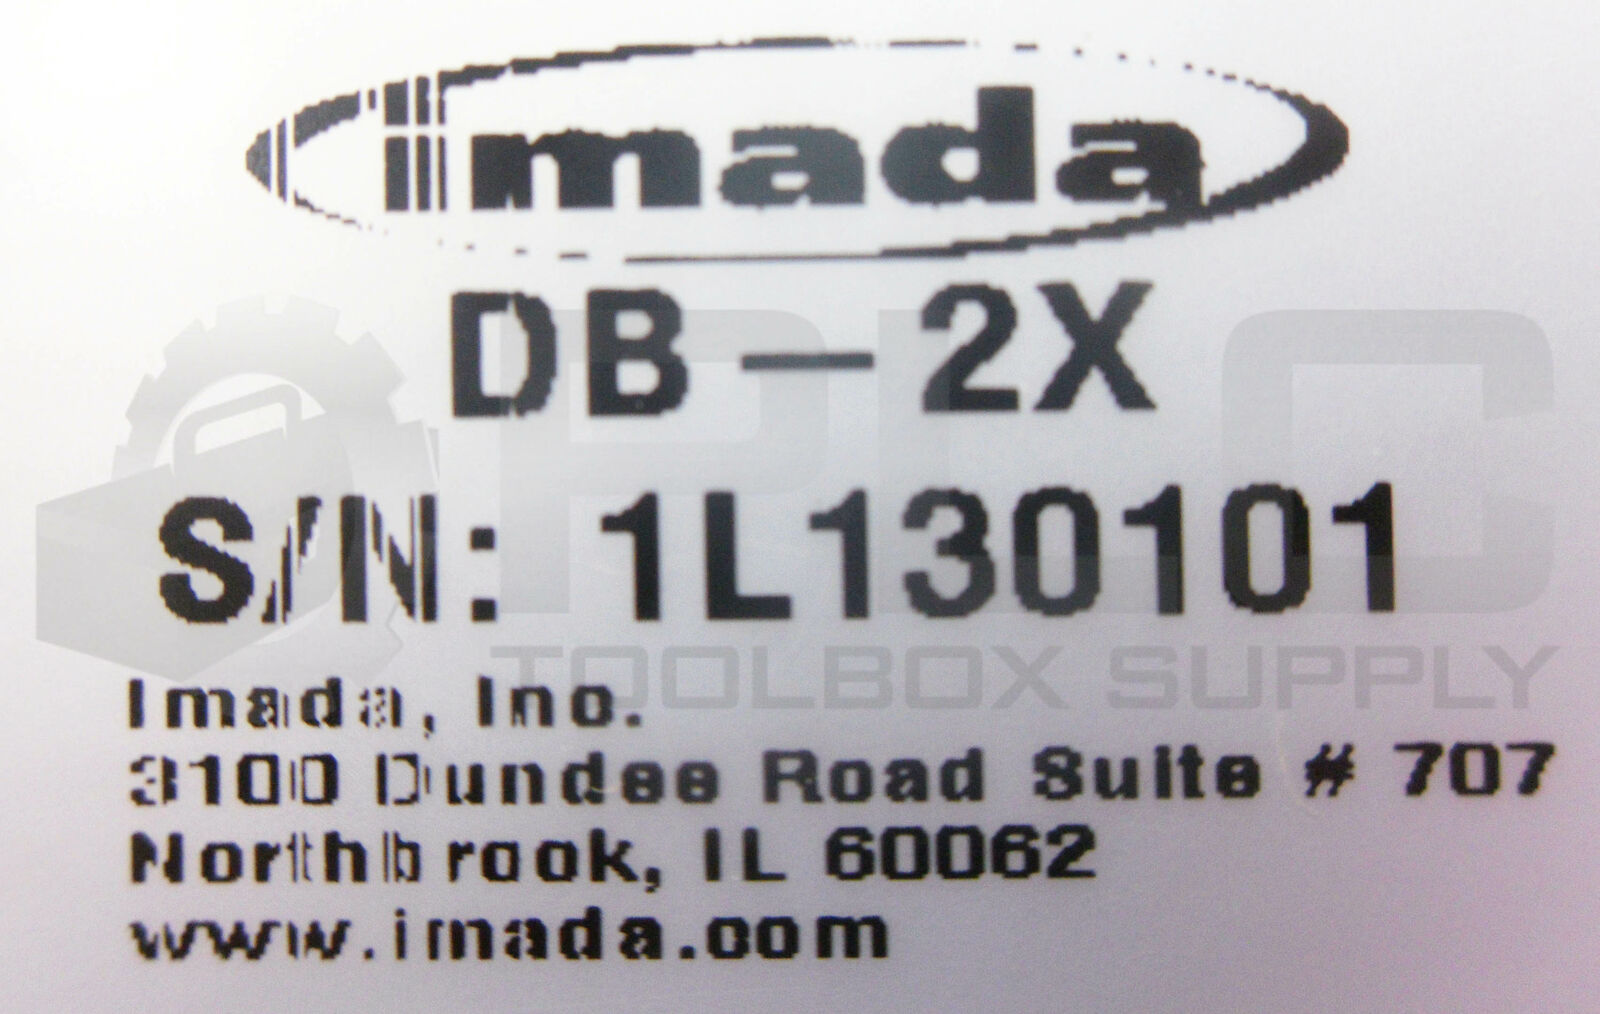 imada
DB-2X
S/N: 1L130101
Imada, Inc.
3100 Dundee Road Suite # 707
Northbrook, IL 60062
www.imada.com
PLC
TOOLBOX SUPPLY